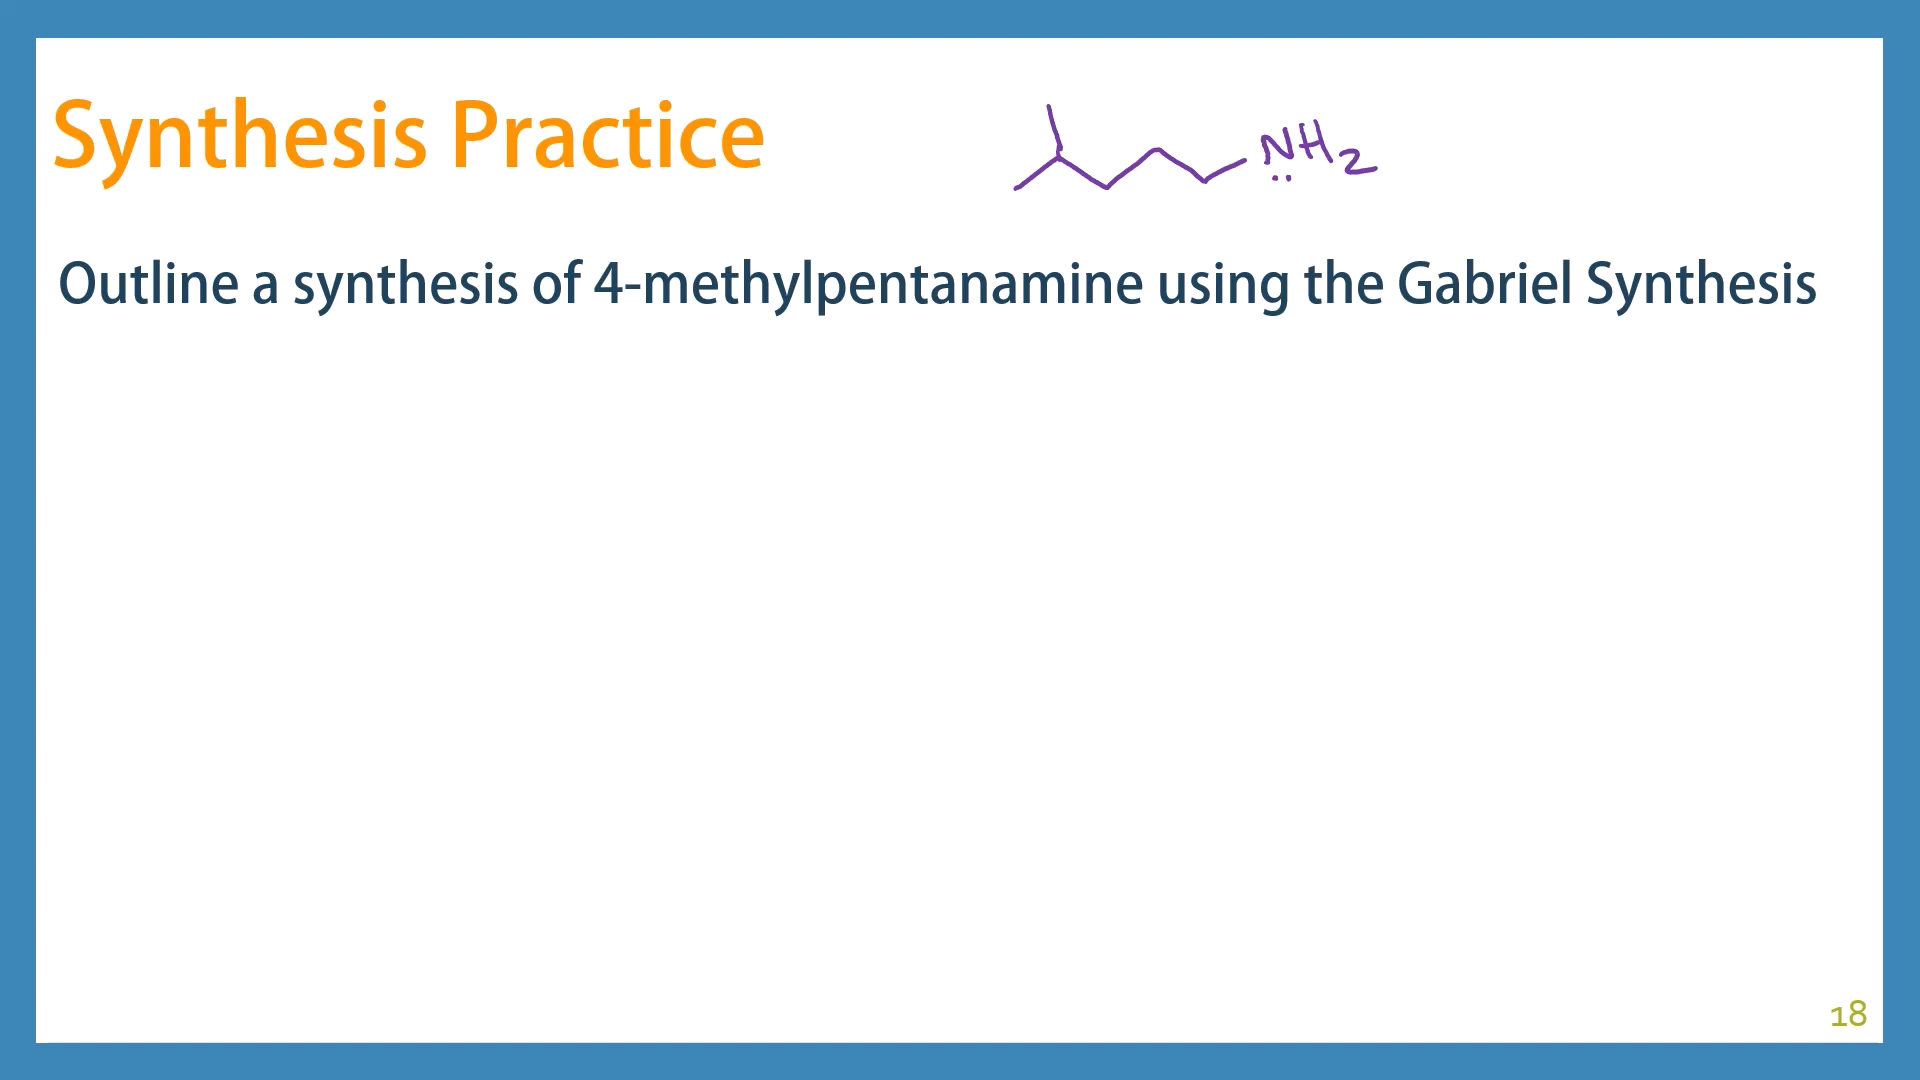 Synthesis Practice
NH2
Outline a synthesis of 4-methylpentanamine using the Gabriel Synthesis
18